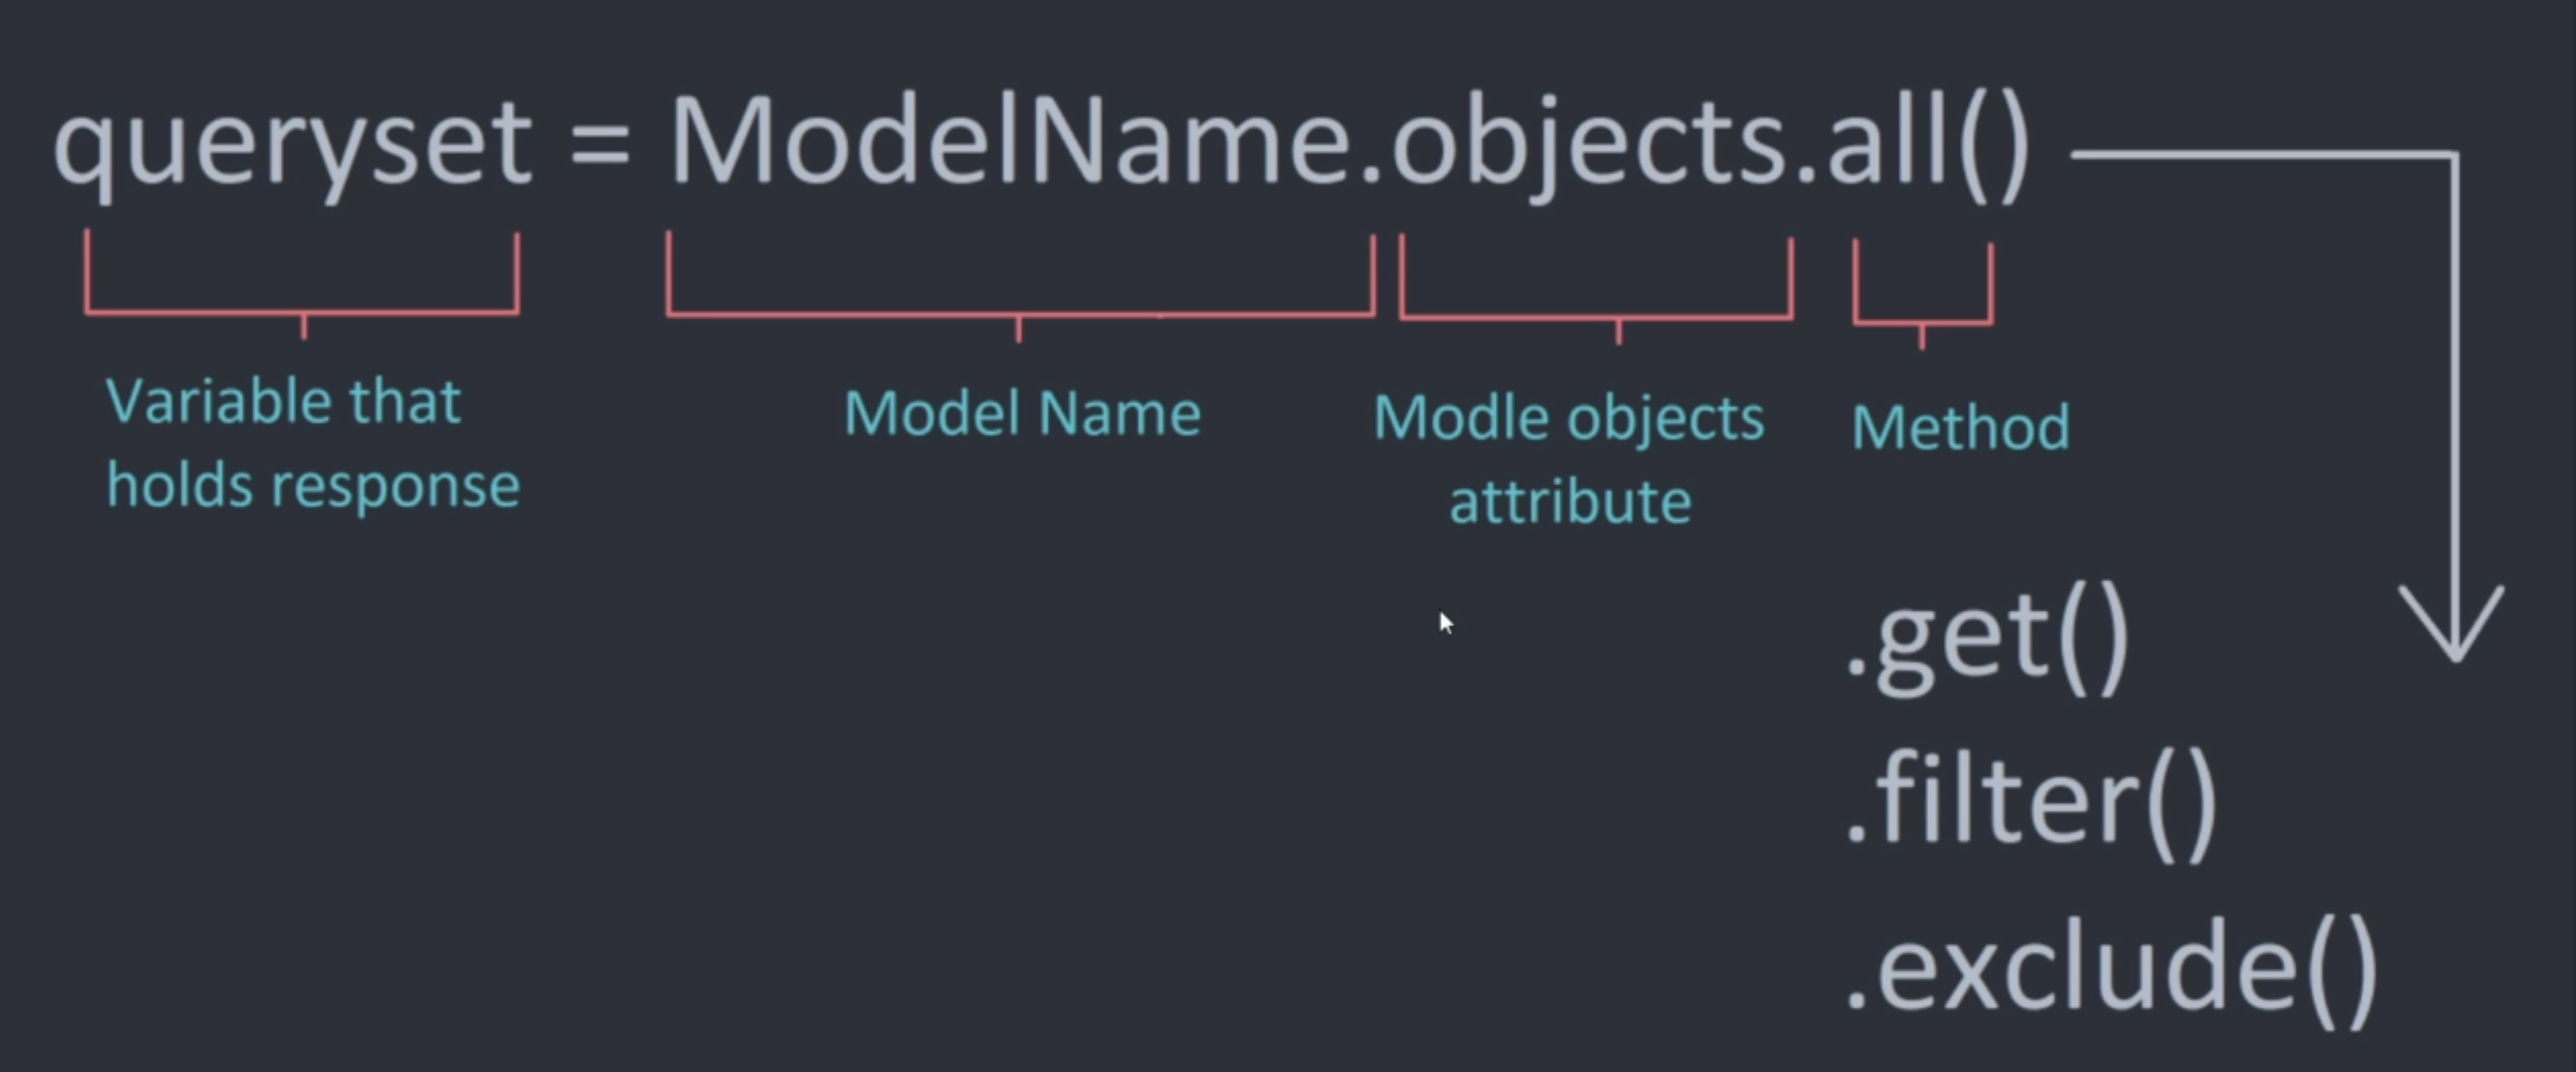 queryset = ModelName.objects.all()
Variable that
holds response
Model Name
Modle objects
attribute
Method
.get()
.filter()
.exclude()